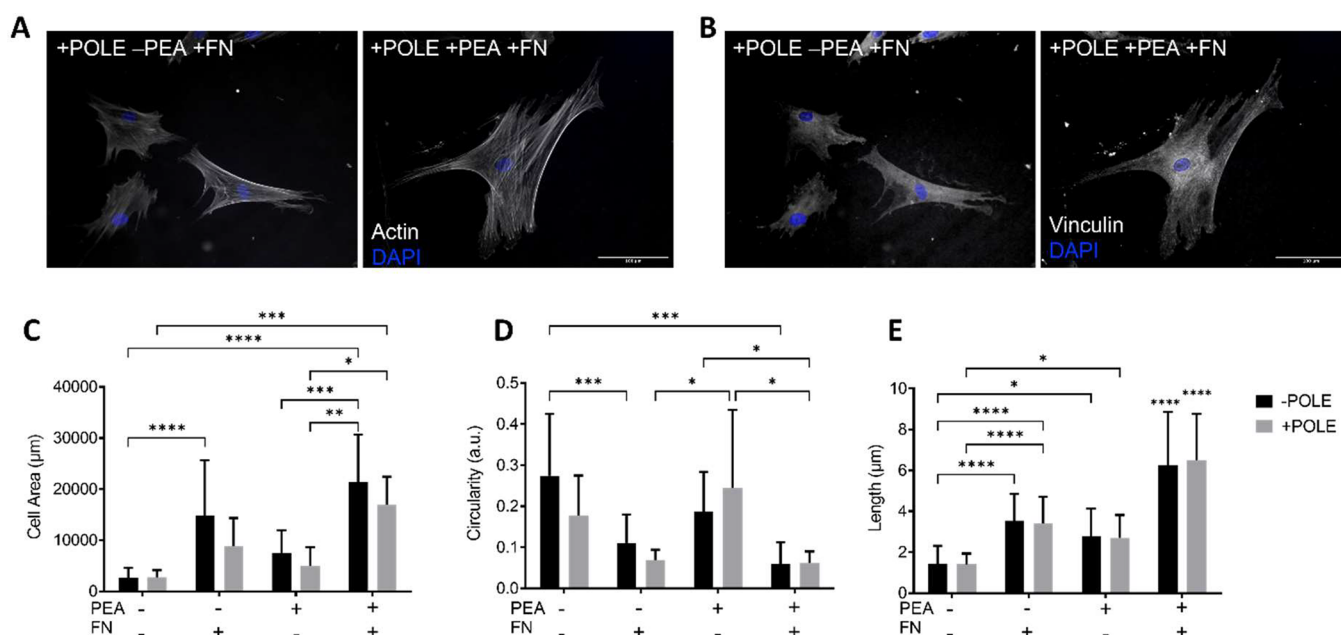 A
+POLE –PEA +FN
+POLE +PEA +FN
Actin
DAPI
B
+POLE –PEA +FN
+POLE +PEA +FN
Vinculin
DAPI
100 µm
C
***
****
*
***
**
****
Cell Area (µm)
40000
30000
20000
10000
0
PEA - - + +
FN - + - +
D
***
*
***
*
*
Circularity (a.u.)
0.5
0.4
0.3
0.2
0.1
0.0
PEA - - + +
FN - + - +
E
*
*
****
****
****
****
****
Length (µm)
10
8
6
4
2
0
PEA - - + +
FN - + - +
-POLE
+POLE